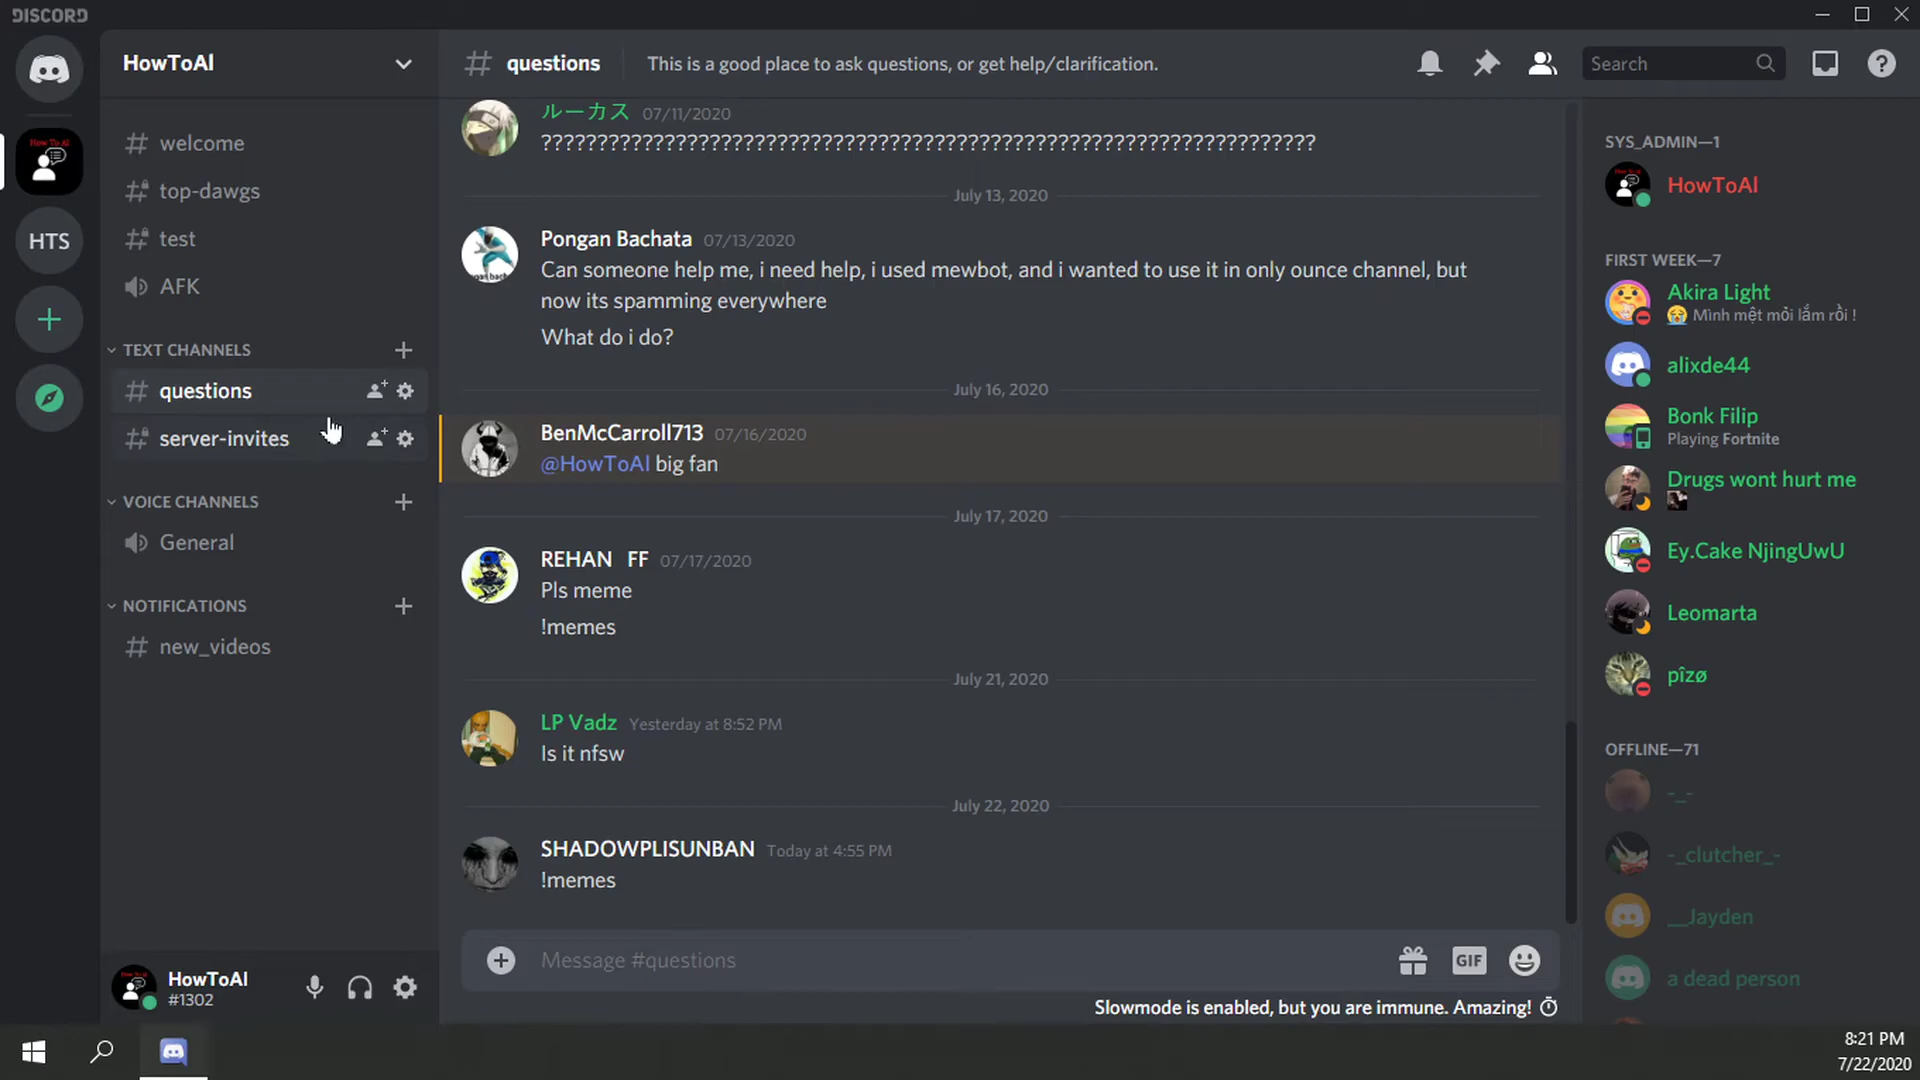 DISCORD
HowToAl
# questions
This is a good place to ask questions, or get help/clarification.
Search
HTS
welcome
top-dawgs
test
AFK
TEXT CHANNELS
questions
server-invites
VOICE CHANNELS
General
NOTIFICATIONS
new_videos
HowToAl
#1302
ルーカス 07/11/2020
?????????????????????????????????????????????????????????????????????
July 13, 2020
Pongan Bachata 07/13/2020
Can someone help me, i need help, i used mewbot, and i wanted to use it in only ounce channel, but
now its spamming everywhere
What do i do?
July 16, 2020
BenMcCarroll713 07/16/2020
@HowToAl big fan
July 17, 2020
REHAN FF 07/17/2020
Pls meme
!memes
July 21, 2020
LP Vadz Yesterday at 8:52 PM
Is it nfsw
July 22, 2020
SHADOWPLISUNBAN Today at 4:55 PM
!memes
Message #questions
GIF
Slowmode is enabled, but you are immune. Amazing!
SYS_ADMIN—1
HowToAl
FIRST WEEK—7
Akira Light
😭 Mình mệt mỏi lắm rồi !
alixde44
Bonk Filip
Playing Fortnite
Drugs wont hurt me
Ey.Cake NjingUwU
Leomarta
pîzø
OFFLINE—71
-_-
-_clutcher_-
__Jayden
a dead person
8:21 PM
7/22/2020